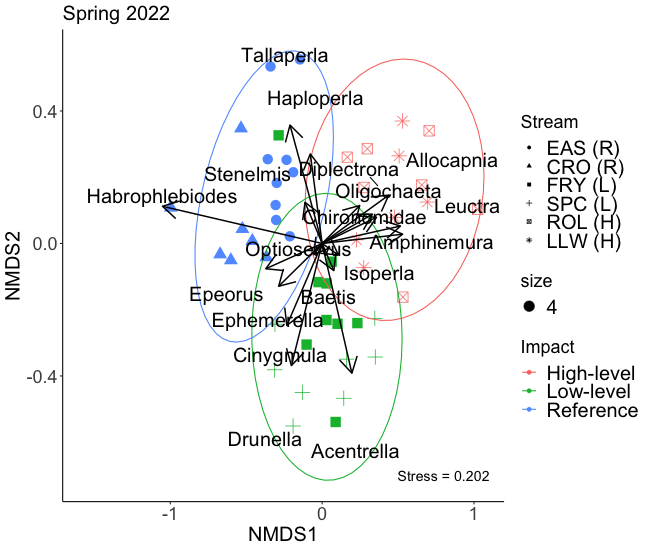 Spring 2022
Tallaperla
Haploperla
Stenelmis
Diplectrona
Allocapnia
Habrophlebiodes
Oligochaeta
Leuctra
Chironomidae
Amphinemura
Optioservus
Isoperla
Epeorus
Baetis
Ephemerella
Cinygmula
Drunella
Acentrella
Stress = 0.202
0.4
0.0
-0.4
NMDS2
-1
0
1
NMDS1
Stream
EAS (R)
CRO (R)
FRY (L)
SPC (L)
ROL (H)
LLW (H)
size
4
Impact
High-level
Low-level
Reference